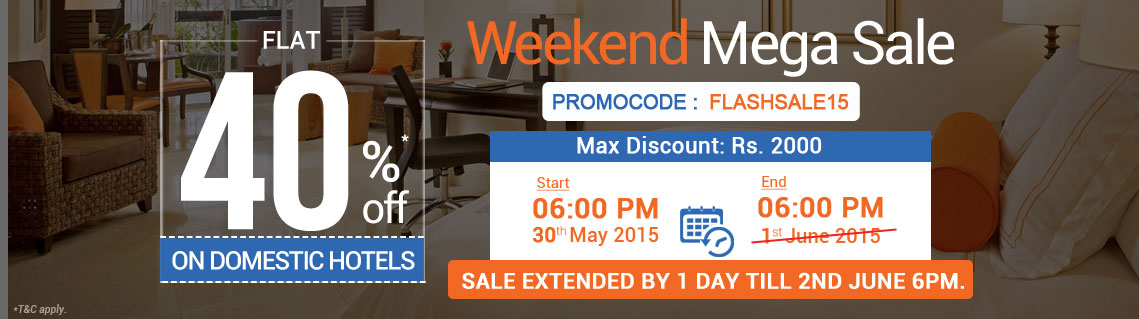 FLAT
40%*
off
ON DOMESTIC HOTELS
*T&C apply.
Weekend Mega Sale
PROMOCODE : FLASHSALE15
Max Discount: Rs. 2000
Start
06:00 PM
30th May 2015
End
06:00 PM
1st June 2015
SALE EXTENDED BY 1 DAY TILL 2ND JUNE 6PM.